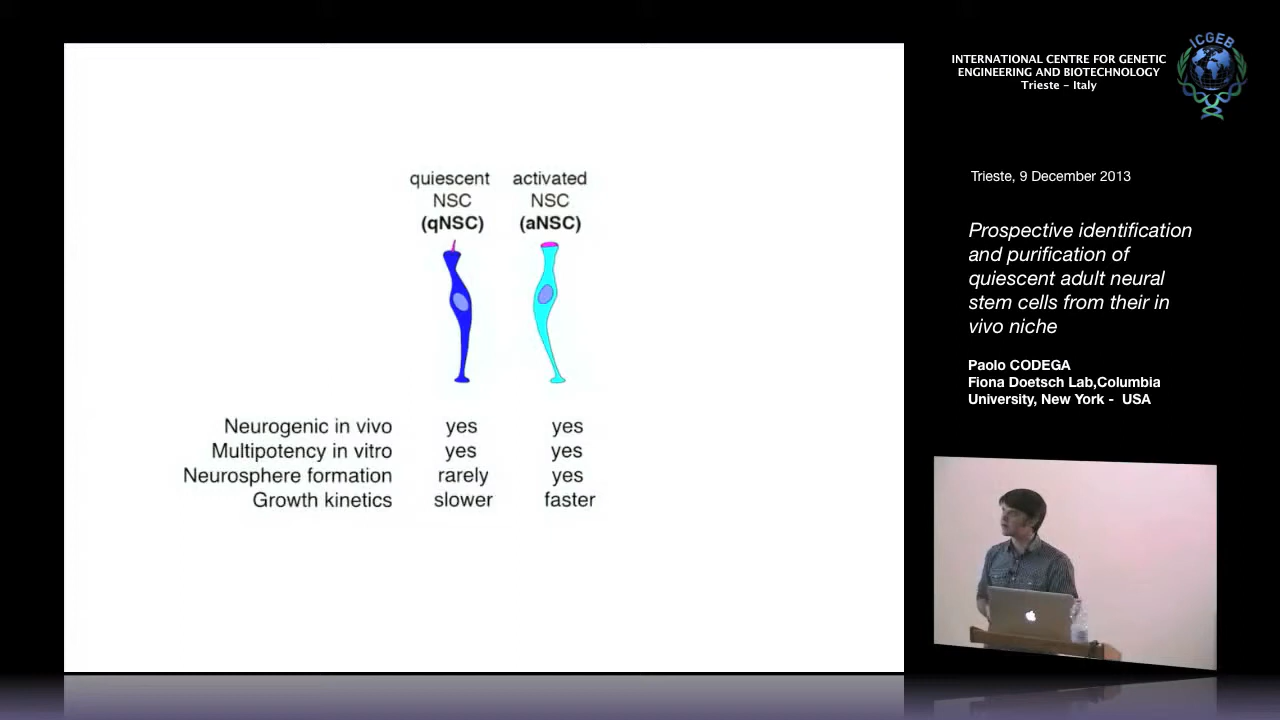 quiescent activated
NSC NSC
(qNSC) (aNSC)
Neurogenic in vivo yes yes
Multipotency in vitro yes yes
Neurosphere formation rarely yes
Growth kinetics slower faster
INTERNATIONAL CENTRE FOR GENETIC
ENGINEERING AND BIOTECHNOLOGY
Trieste - Italy
ICGEB
Trieste, 9 December 2013
Prospective identification
and purification of
quiescent adult neural
stem cells from their in
vivo niche
Paolo CODEGA
Fiona Doetsch Lab,Columbia
University, New York - USA